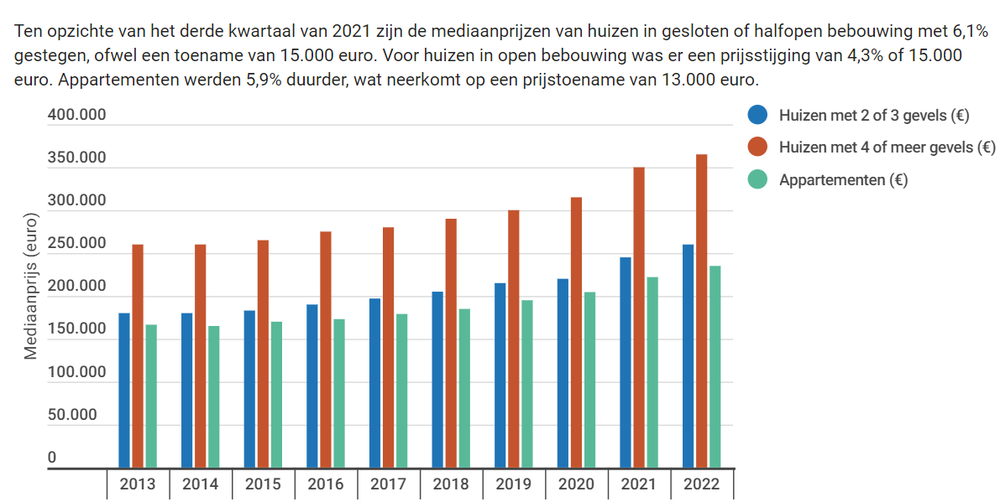 Ten opzichte van het derde kwartaal van 2021 zijn de mediaanprijzen van huizen in gesloten of halfopen bebouwing met 6,1%
gestegen, ofwel een toename van 15.000 euro. Voor huizen in open bebouwing was er een prijsstijging van 4,3% of 15.000
euro. Appartementen werden 5,9% duurder, wat neerkomt op een prijstoename van 13.000 euro.
400.000
350.000
300.000
250.000
200.000
150.000
100.000
50.000
0
Mediaanprijs (euro)
2013 2014 2015 2016 2017 2018 2019 2020 2021 2022
Huizen met 2 of 3 gevels (€)
Huizen met 4 of meer gevels (€)
Appartementen (€)